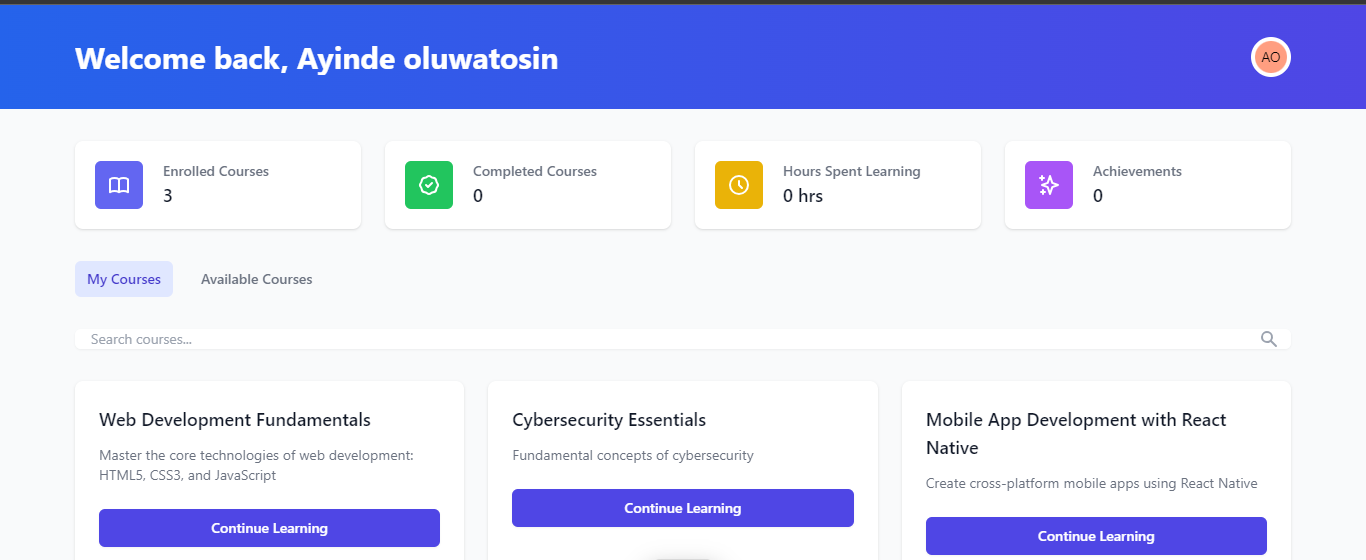 Welcome back, Ayinde oluwatosin
AO
Enrolled Courses
3
Completed Courses
0
Hours Spent Learning
0 hrs
Achievements
0
My Courses
Available Courses
Search courses...
Web Development Fundamentals
Master the core technologies of web development:
HTML5, CSS3, and JavaScript
Continue Learning
Cybersecurity Essentials
Fundamental concepts of cybersecurity
Continue Learning
Mobile App Development with React
Native
Create cross-platform mobile apps using React Native
Continue Learning